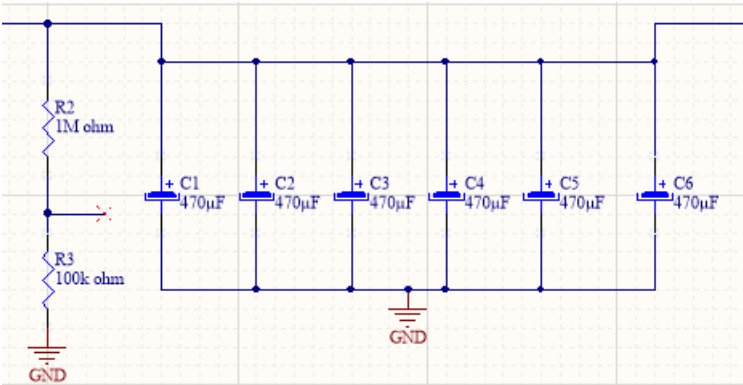 R2
1M ohm
+ C1
470µF
+ C2
470µF
+ C3
470µF
+ C4
470µF
+ C5
470µF
+ C6
470µF
R3
100k ohm
GND
GND